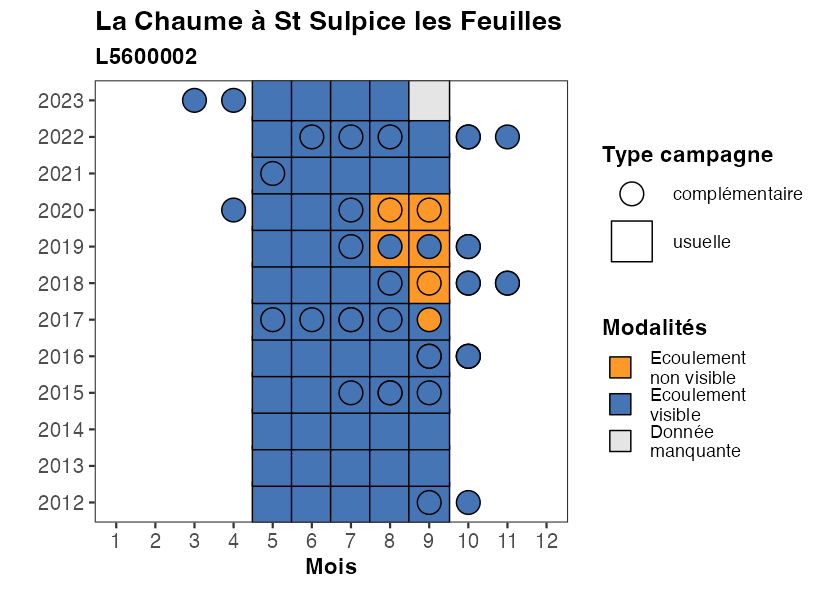 La Chaume à St Sulpice les Feuilles
L5600002
2023
2022
2021
2020
2019
2018
2017
2016
2015
2014
2013
2012
1 2 3 4 5 6 7 8 9 10 11 12
Mois
Type campagne
complémentaire
usuelle
Modalités
Ecoulement
non visible
Ecoulement
visible
Donnée
manquante